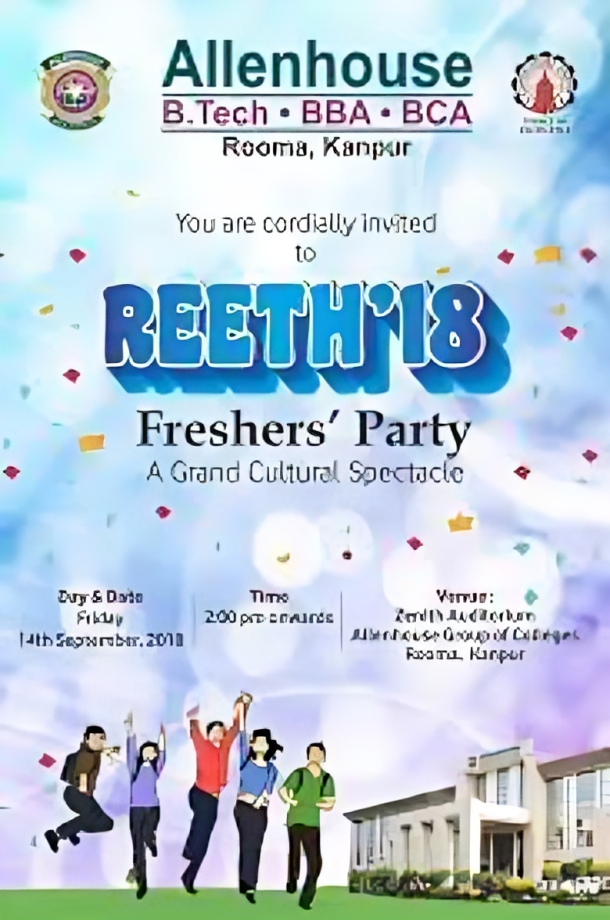 Allenhouse
B.Tech • BBA • BCA
Rooma, Kanpur
You are cordially invited
to
REETH'18
Freshers' Party
A Grand Cultural Spectacle
Day & Date
Friday
14th September, 2018
Time
2:00 pm onwards
Venue:
Zenith Auditorium
Allenhouse Group of Colleges
Rooma, Kanpur